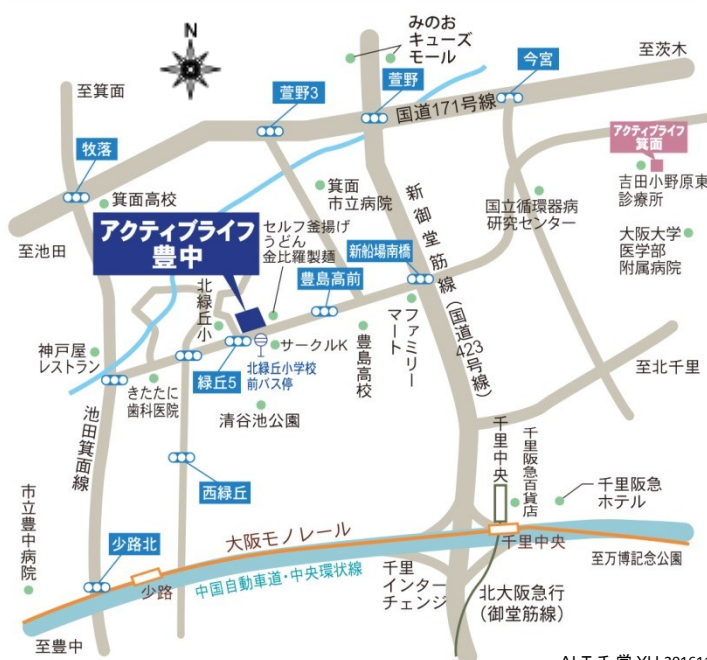 N
みのお
キューズ
モール
至茨木
今宮
至箕面
萱野3
萱野
国道171号線
アクティブライフ
箕面
牧落
箕面高校
箕面
市立病院
吉田小野原東
診療所
国立循環器病
研究センター
新御堂筋線(国道423号線)
アクティブライフ
豊中
セルフ釜揚げ
うどん
金比羅製麺
至池田
大阪大学
医学部
附属病院
新船場南橋
豊島高前
北緑丘小
ファミリーマート
豊島高校
神戸屋
レストラン
サークルK
緑丘5
北緑丘小学校
前バス停
至北千里
きたたに
歯科医院
清谷池公園
池田箕面線
千里中央
千里阪急百貨店
西緑丘
千里阪急
ホテル
市立豊中病院
大阪モノレール
千里中央
少路北
少路
中国自動車道・中央環状線
至万博記念公園
千里
インター
チェンジ
北大阪急行
(御堂筋線)
至豊中